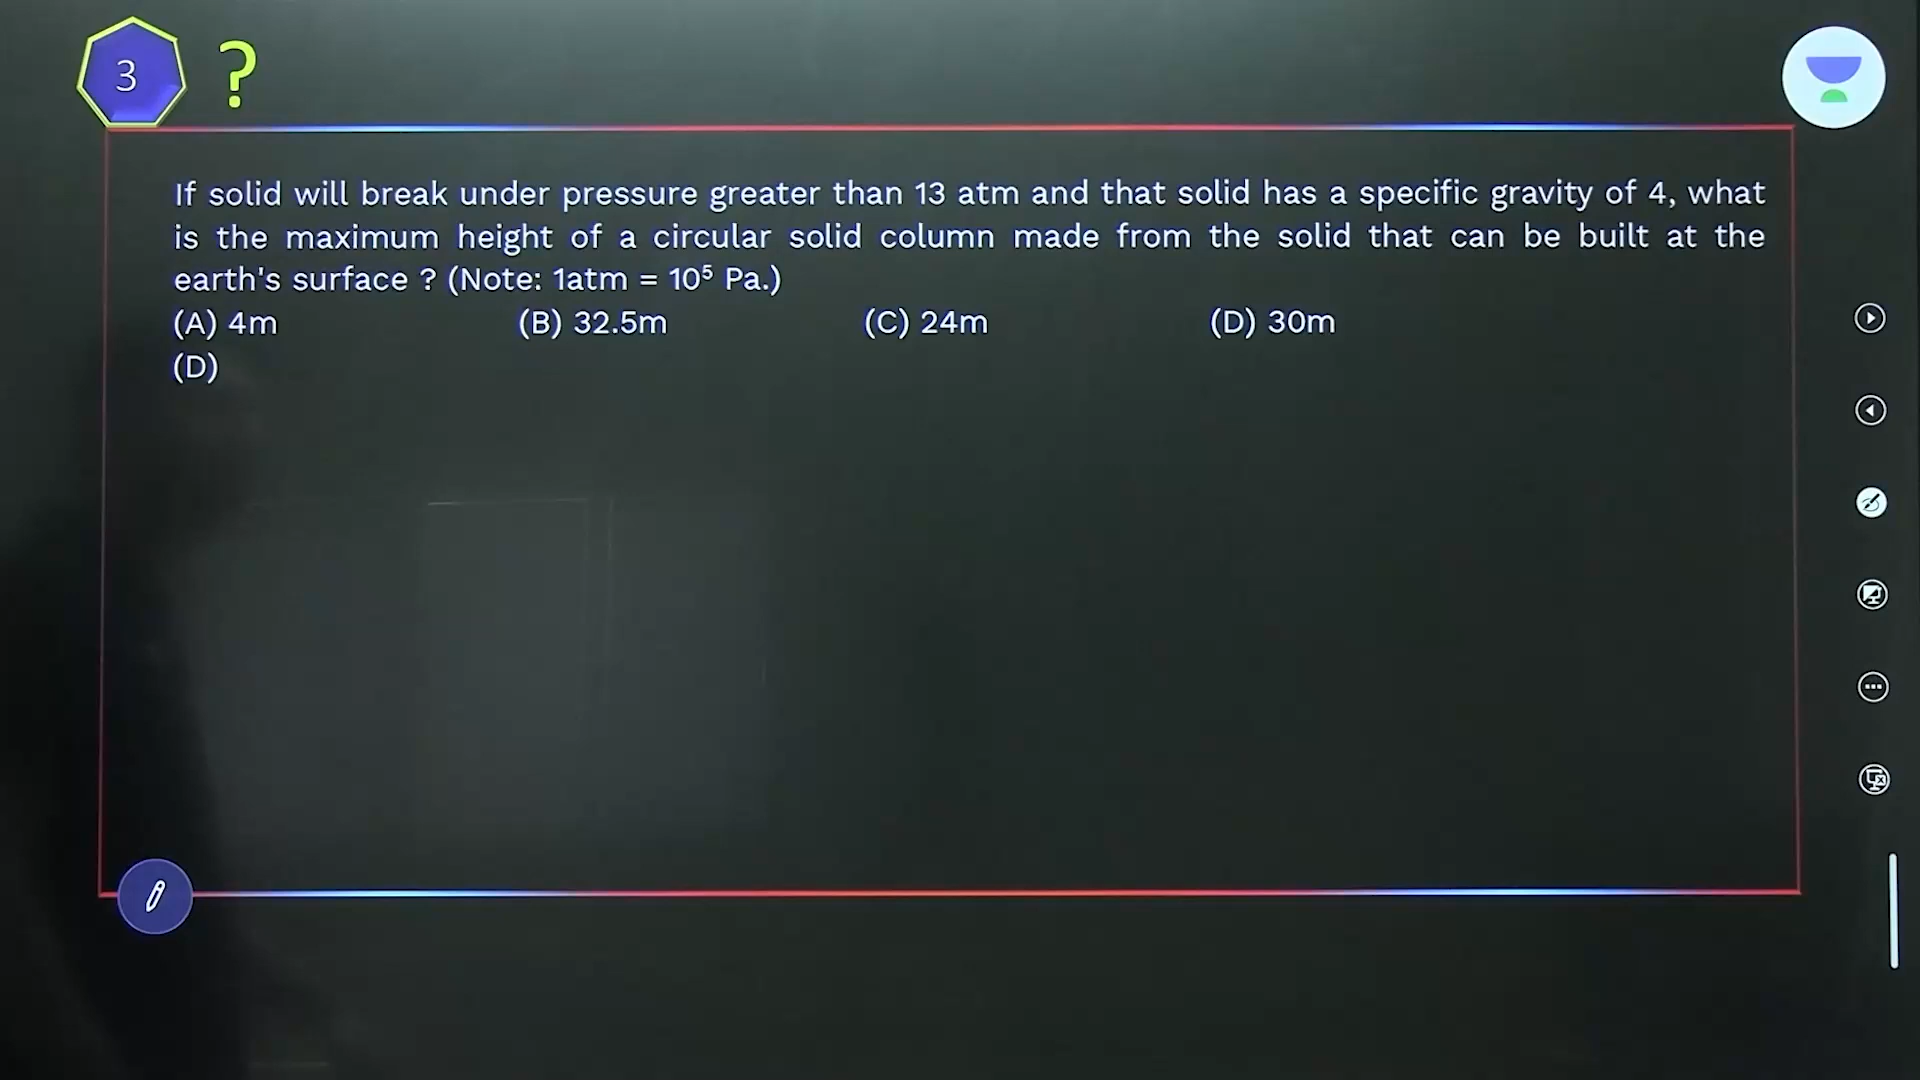 3 ?
If solid will break under pressure greater than 13 atm and that solid has a specific gravity of 4, what
is the maximum height of a circular solid column made from the solid that can be built at the
earth's surface ? (Note: 1atm = 10⁵ Pa.)
(A) 4m (B) 32.5m (C) 24m (D) 30m
(D)